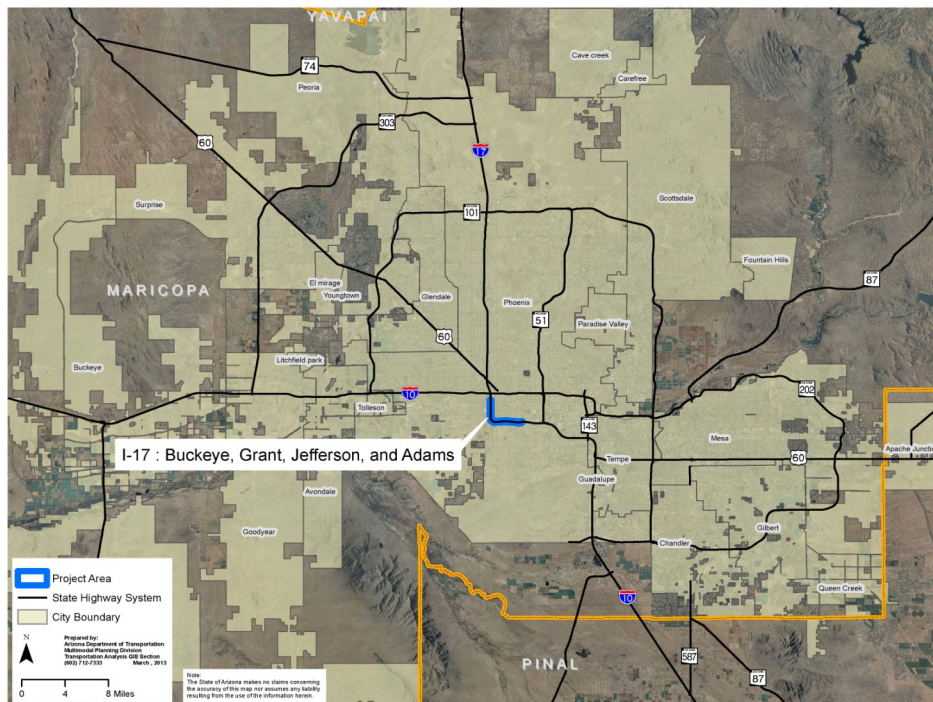 YAVAPAI
Cave creek
74
Carefree
Peoria
303
60
17
Surprise
Scottsdale
101
Fountain Hills
87
El mirage
MARICOPA
Youngtown
Glendale
Phoenix
51
Paradise Valley
60
Litchfield park
Buckeye
10
202
Tolleson
143
Mesa
I-17 : Buckeye, Grant, Jefferson, and Adams
Tempe
60
Apache Junction
Guadalupe
Avondale
Goodyear
Gilbert
Chandler
Queen Creek
10
PINAL
587
87
Project Area
State Highway System
City Boundary
N
Prepared by:
Arizona Department of Transportation
Multimodal Planning Division
Transportation Analysis GIS Section
(602) 712-7333 March , 2013
0 4 8 Miles
Note:
The State of Arizona makes no claims concerning
the accuracy of this map nor assumes any liability
resulting from the use of the information herein.